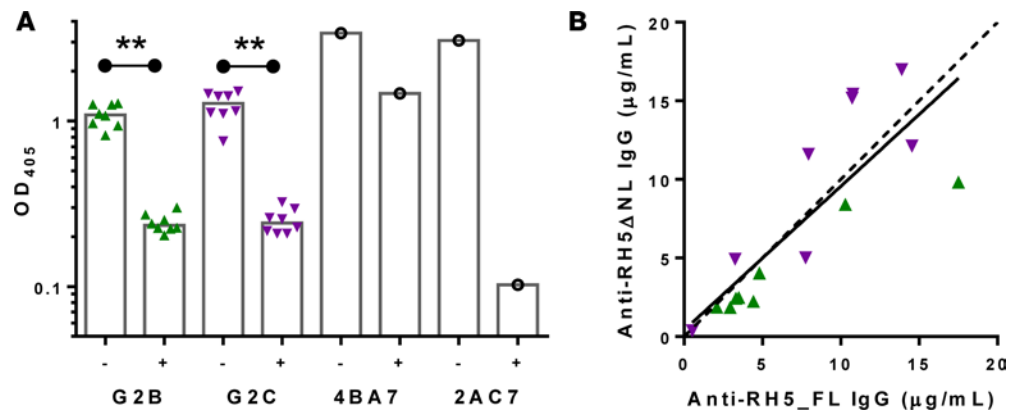 A
** **
OD405
1
0.1
- + - + - + - +
G2B G2C 4BA7 2AC7
B
Anti-RH5ΔNL IgG (µg/mL)
20
15
10
5
0
0 5 10 15 20
Anti-RH5_FL IgG (µg/mL)